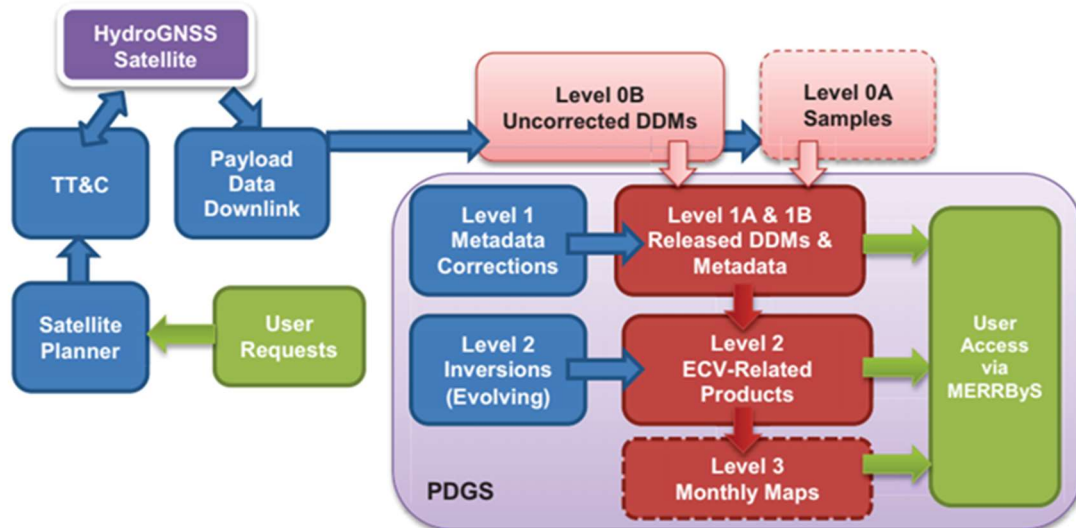 HydroGNSS
Satellite
TT&C
Payload
Data
Downlink
Satellite
Planner
User
Requests
Level 0B
Uncorrected DDMs
Level 0A
Samples
Level 1
Metadata
Corrections
Level 1A & 1B
Released DDMs &
Metadata
Level 2
Inversions
(Evolving)
Level 2
ECV-Related
Products
Level 3
Monthly Maps
User
Access
via
MERRByS
PDGS